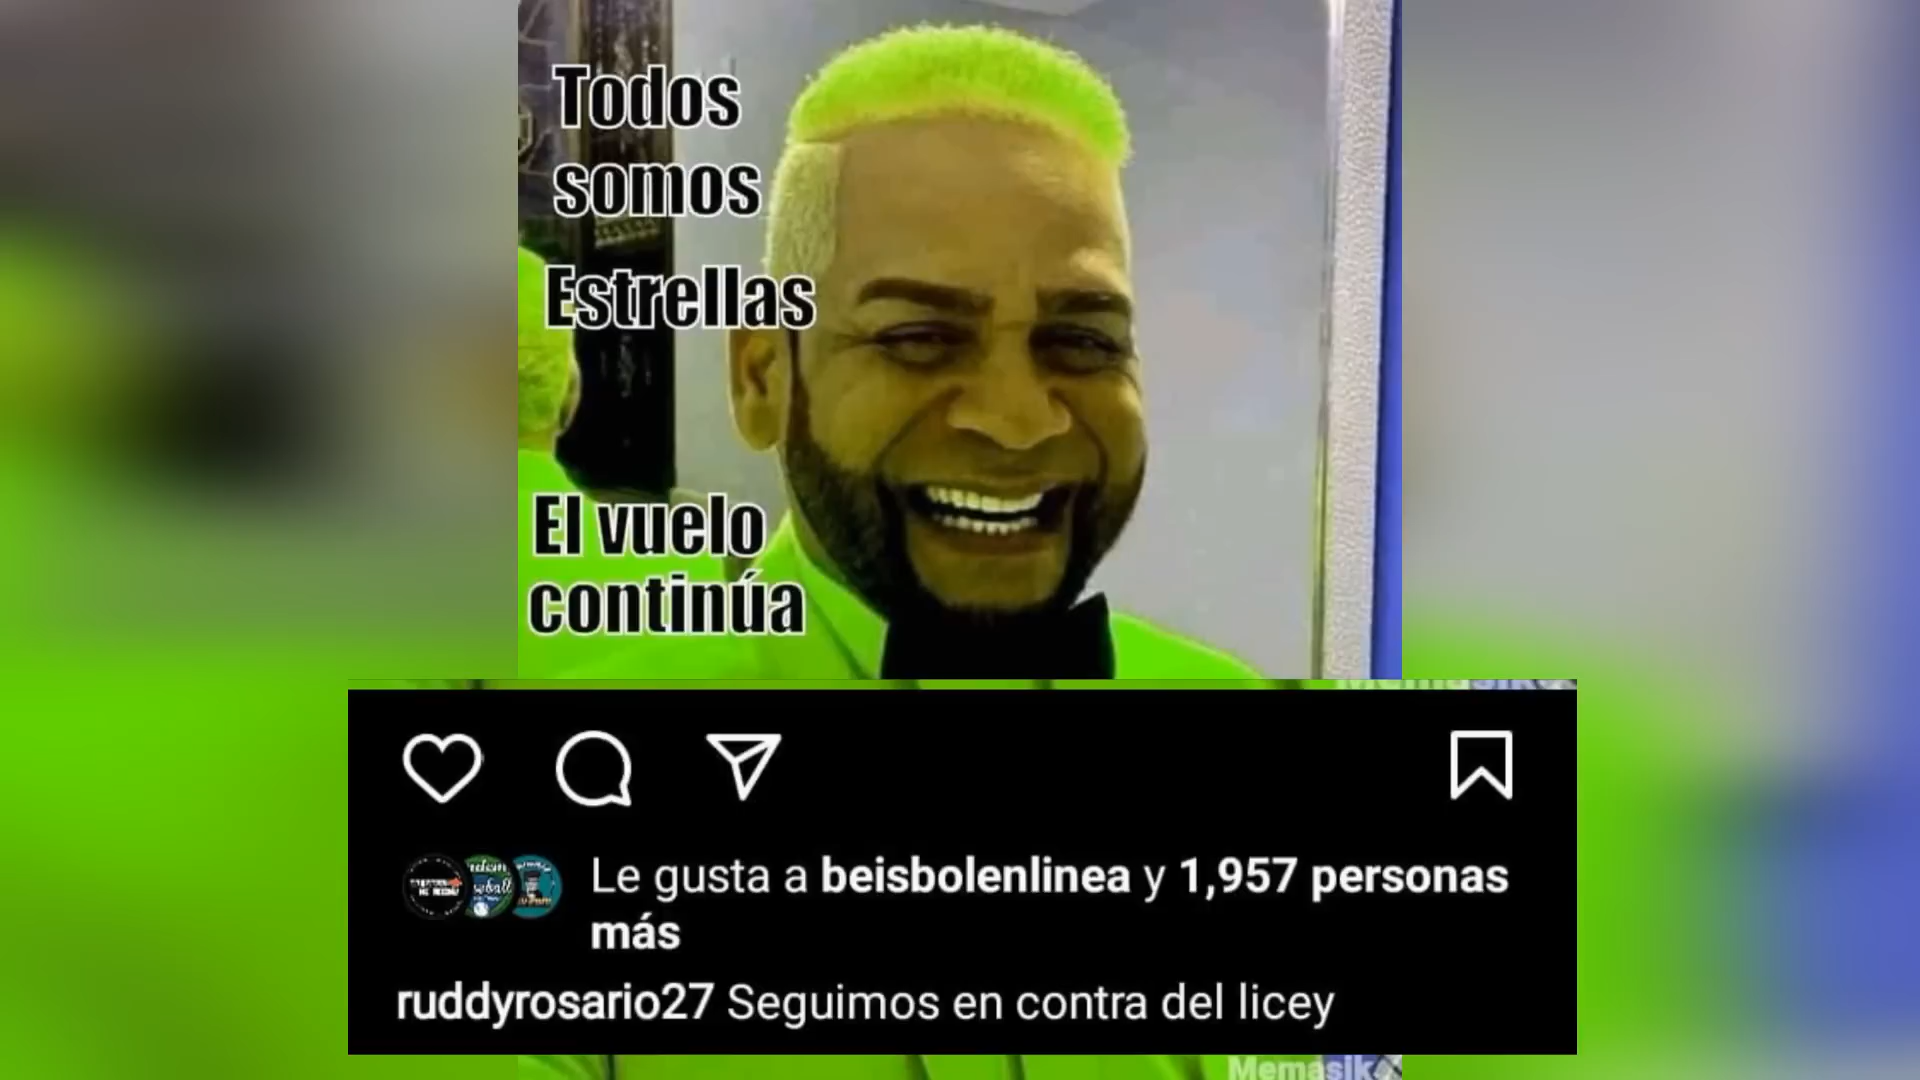 Todos
somos
Estrellas
El vuelo
continúa
Le gusta a beisbolenlinea y 1,957 personas
más
ruddyrosario27 Seguimos en contra del licey
Memasik